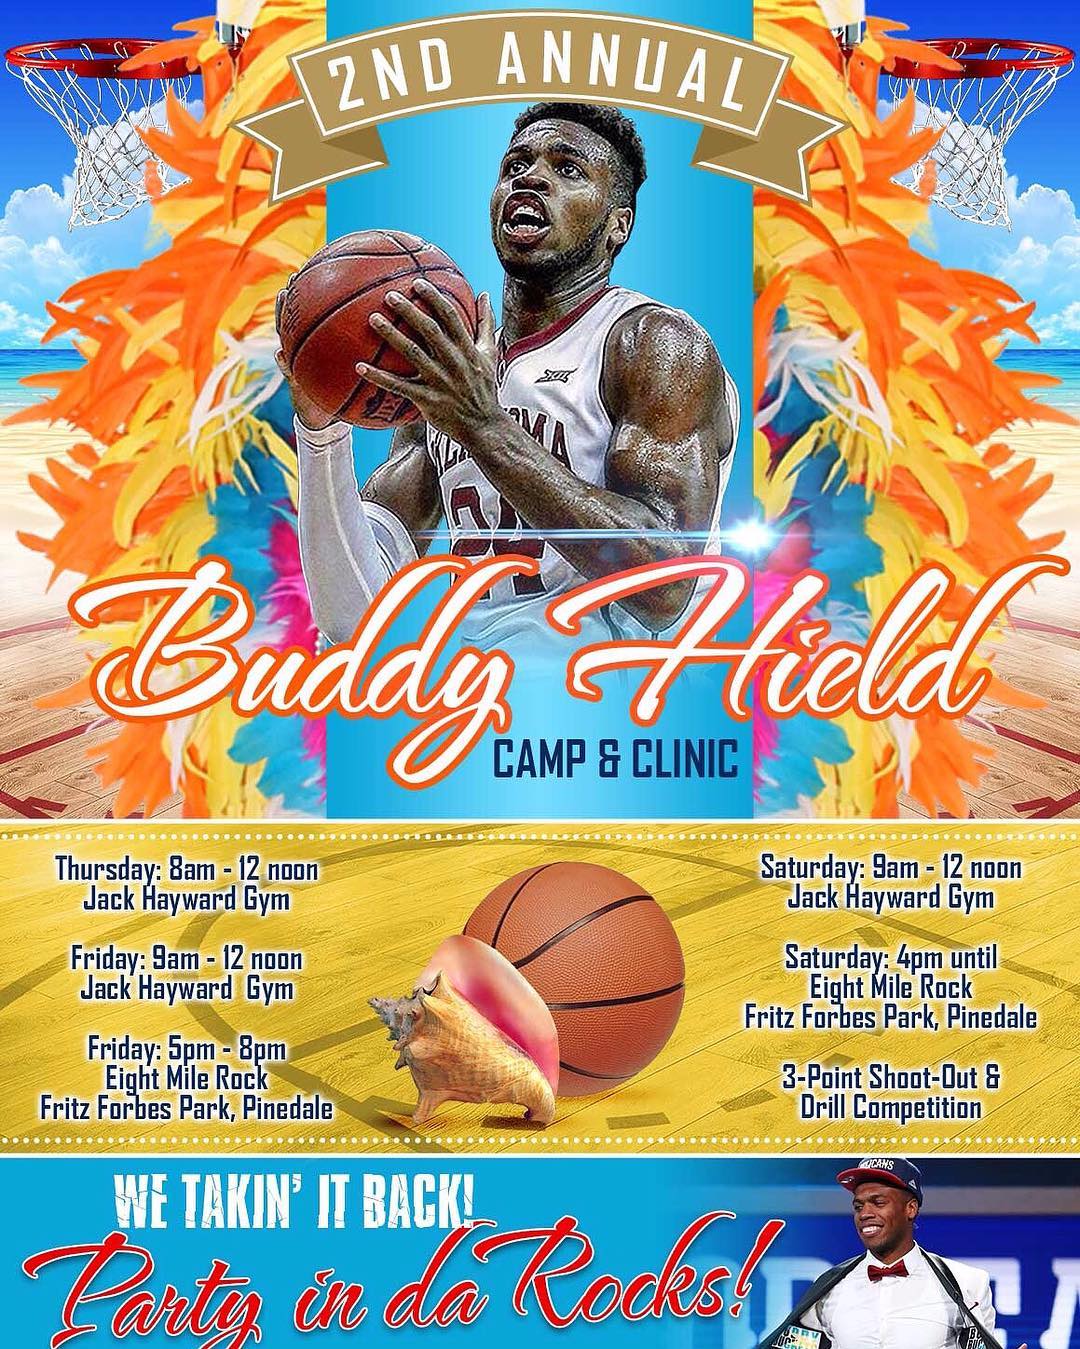 2ND ANNUAL
Buddy Hield
CAMP & CLINIC
Thursday: 8am - 12 noon
Jack Hayward Gym
Friday: 9am - 12 noon
Jack Hayward Gym
Friday: 5pm - 8pm
Eight Mile Rock
Fritz Forbes Park, Pinedale
Saturday: 9am - 12 noon
Jack Hayward Gym
Saturday: 4pm until
Eight Mile Rock
Fritz Forbes Park, Pinedale
3-Point Shoot-Out &
Drill Competition
WE TAKIN' IT BACK!
Party in da Rocks!